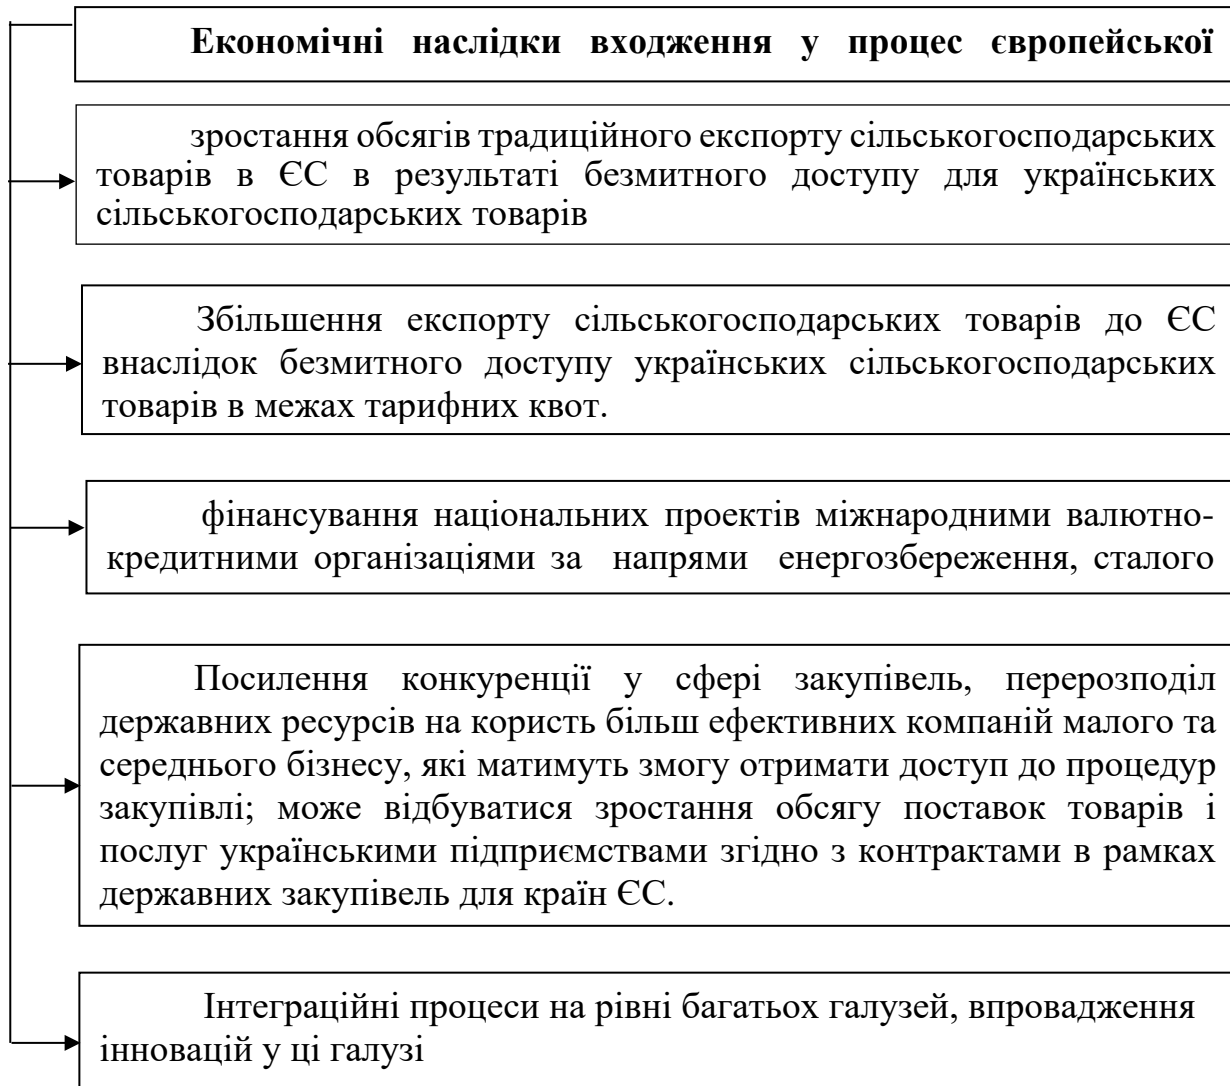 Економічні наслідки входження у процес європейської
зростання обсягів традиційного експорту сільськогосподарських
товарів в ЄС в результаті безмитного доступу для українських
сільськогосподарських товарів
Збільшення експорту сільськогосподарських товарів до ЄС
внаслідок безмитного доступу українських сільськогосподарських
товарів в межах тарифних квот.
фінансування національних проектів міжнародними валютно-
кредитними організаціями за напрями енергозбереження, сталого
Посилення конкуренції у сфері закупівель, перерозподіл
державних ресурсів на користь більш ефективних компаній малого та
середнього бізнесу, які матимуть змогу отримати доступ до процедур
закупівлі; може відбуватися зростання обсягу поставок товарів і
послуг українськими підприємствами згідно з контрактами в рамках
державних закупівель для країн ЄС.
Інтеграційні процеси на рівні багатьох галузей, впровадження
інновацій у ці галузі